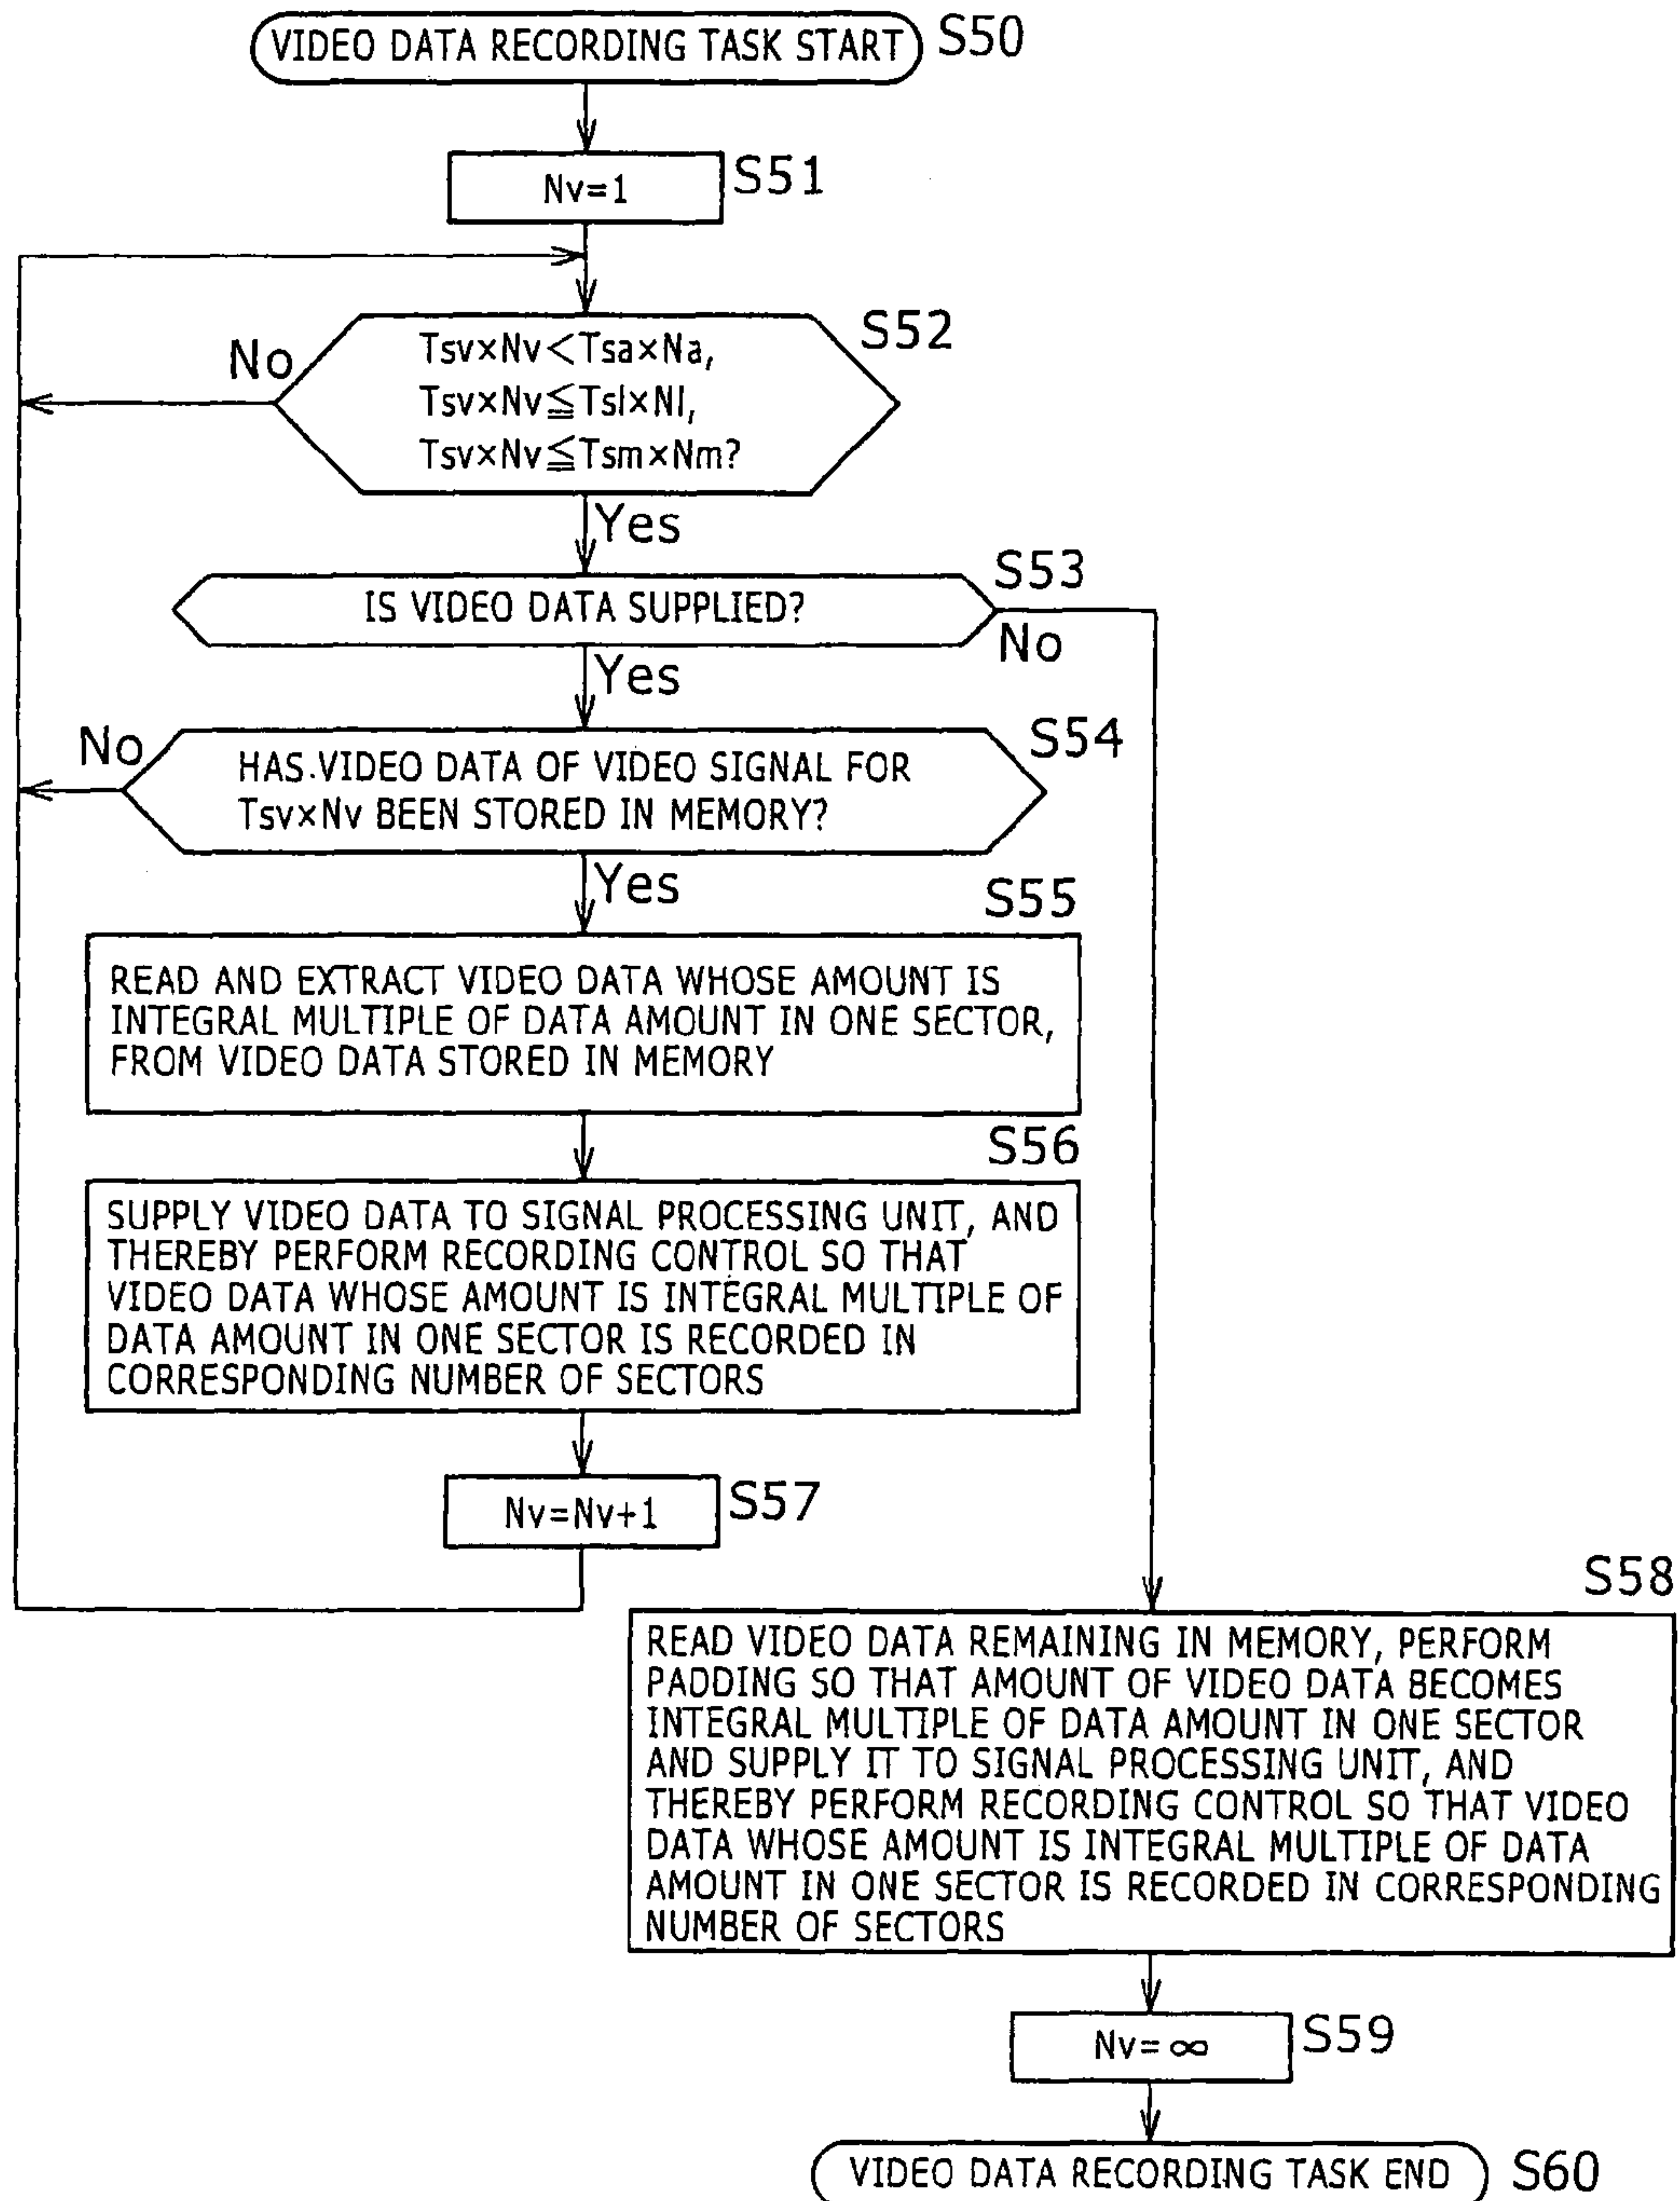 VIDEO DATA RECORDING TASK START
S50
Nv=1
S51
Tsv×Nv<Tsa×Na,
Tsv×Nv≦Tsl×Nl,
Tsv×Nv≦Tsm×Nm?
S52
No
Yes
IS VIDEO DATA SUPPLIED?
S53
No
Yes
HAS.VIDEO DATA OF VIDEO SIGNAL FOR
Tsv×Nv BEEN STORED IN MEMORY?
S54
No
Yes
S55
READ AND EXTRACT VIDEO DATA WHOSE AMOUNT IS
INTEGRAL MULTIPLE OF DATA AMOUNT IN ONE SECTOR,
FROM VIDEO DATA STORED IN MEMORY
S56
SUPPLY VIDEO DATA TO SIGNAL PROCESSING UNIT, AND
THEREBY PERFORM RECORDING CONTROL SO THAT
VIDEO DATA WHOSE AMOUNT IS INTEGRAL MULTIPLE OF
DATA AMOUNT IN ONE SECTOR IS RECORDED IN
CORRESPONDING NUMBER OF SECTORS
Nv=Nv+1
S57
S58
READ VIDEO DATA REMAINING IN MEMORY, PERFORM
PADDING SO THAT AMOUNT OF VIDEO DATA BECOMES
INTEGRAL MULTIPLE OF DATA AMOUNT IN ONE SECTOR
AND SUPPLY IT TO SIGNAL PROCESSING UNIT, AND
THEREBY PERFORM RECORDING CONTROL SO THAT VIDEO
DATA WHOSE AMOUNT IS INTEGRAL MULTIPLE OF DATA
AMOUNT IN ONE SECTOR IS RECORDED IN CORRESPONDING
NUMBER OF SECTORS
Nv=∞
S59
VIDEO DATA RECORDING TASK END
S60